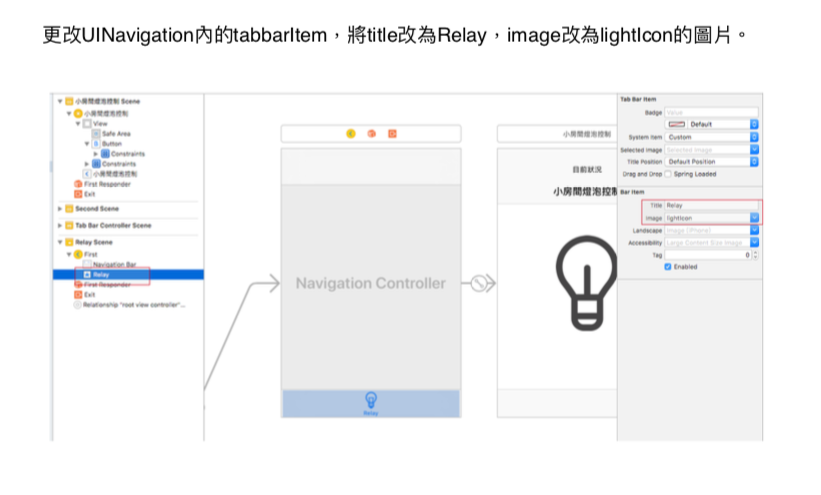 更改UINavigation內的tabbarItem，將title改為Relay，image改為lightIcon的圖片。
小房間燈泡控制 Scene
小房間燈泡控制
View
Safe Area
Button
Constraints
Constraints
小房間燈泡控制
First Responder
Exit
Second Scene
Tab Bar Controller Scene
Relay Scene
First
Navigation Bar
Relay
First Responder
Exit
Relationship "root view controller"...
Navigation Controller
Relay
小房間燈泡控制
目前狀況
小房間燈泡控制
Tab Bar Item
Badge Value
Default
System Item Custom
Selected Image Selected Image
Title Position Default Position
Drag and Drop Spring Loaded
Bar Item
Title Relay
Image lightIcon
Landscape Image (iPhone)
Accessibility Large Content Size Image
Tag 0
Enabled